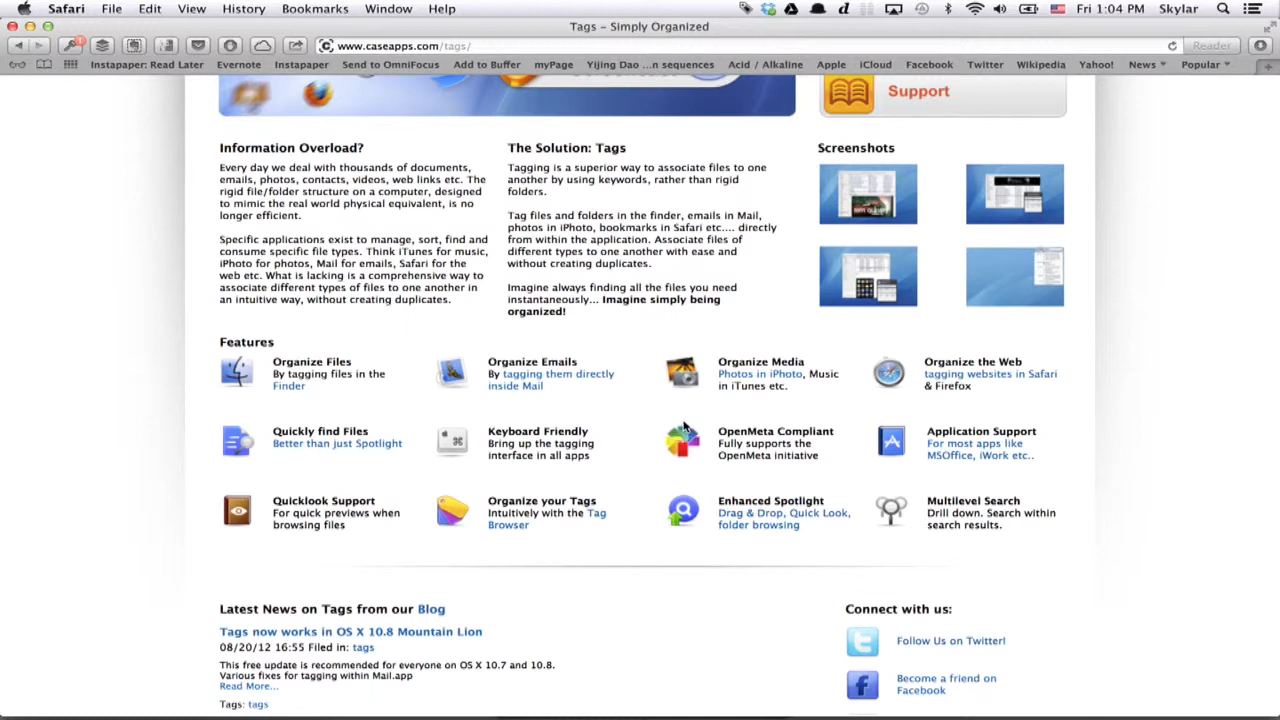 Safari File Edit View History Bookmarks Window Help Fri 1:04 PM Skylar
Tags – Simply Organized
www.caseapps.com/tags/ Reader
Instapaper: Read Later Evernote Instapaper Send to OmniFocus Add to Buffer myPage Yijing Dao ...n sequences Acid / Alkaline Apple iCloud Facebook Twitter Wikipedia Yahoo! News Popular
Support
Information Overload?
Every day we deal with thousands of documents,
emails, photos, contacts, videos, web links etc. The
rigid file/folder structure on a computer, designed
to mimic the real world physical equivalent, is no
longer efficient.
Specific applications exist to manage, sort, find and
consume specific file types. Think iTunes for music,
iPhoto for photos, Mail for emails, Safari for the
web etc. What is lacking is a comprehensive way to
associate different types of files to one another in
an intuitive way, without creating duplicates.
The Solution: Tags
Tagging is a superior way to associate files to one
another by using keywords, rather than rigid
folders.
Tag files and folders in the finder, emails in Mail,
photos in iPhoto, bookmarks in Safari etc.... directly
from within the application. Associate files of
different types to one another with ease and
without creating duplicates.
Imagine always finding all the files you need
instantaneously... Imagine simply being
organized!
Screenshots
Features
Organize Files
By tagging files in the
Finder
Organize Emails
By tagging them directly
inside Mail
Organize Media
Photos in iPhoto, Music
in iTunes etc.
Organize the Web
tagging websites in Safari
& Firefox
Quickly find Files
Better than just Spotlight
Keyboard Friendly
Bring up the tagging
interface in all apps
OpenMeta Compliant
Fully supports the
OpenMeta initiative
Application Support
For most apps like
MSOffice, iWork etc..
Quicklook Support
For quick previews when
browsing files
Organize your Tags
Intuitively with the Tag
Browser
Enhanced Spotlight
Drag & Drop, Quick Look,
folder browsing
Multilevel Search
Drill down. Search within
search results.
Latest News on Tags from our Blog
Tags now works in OS X 10.8 Mountain Lion
08/20/12 16:55 Filed in: tags
This free update is recommended for everyone on OS X 10.7 and 10.8.
Various fixes for tagging within Mail.app
Read More...
Tags: tags
Connect with us:
Follow Us on Twitter!
Become a friend on
Facebook